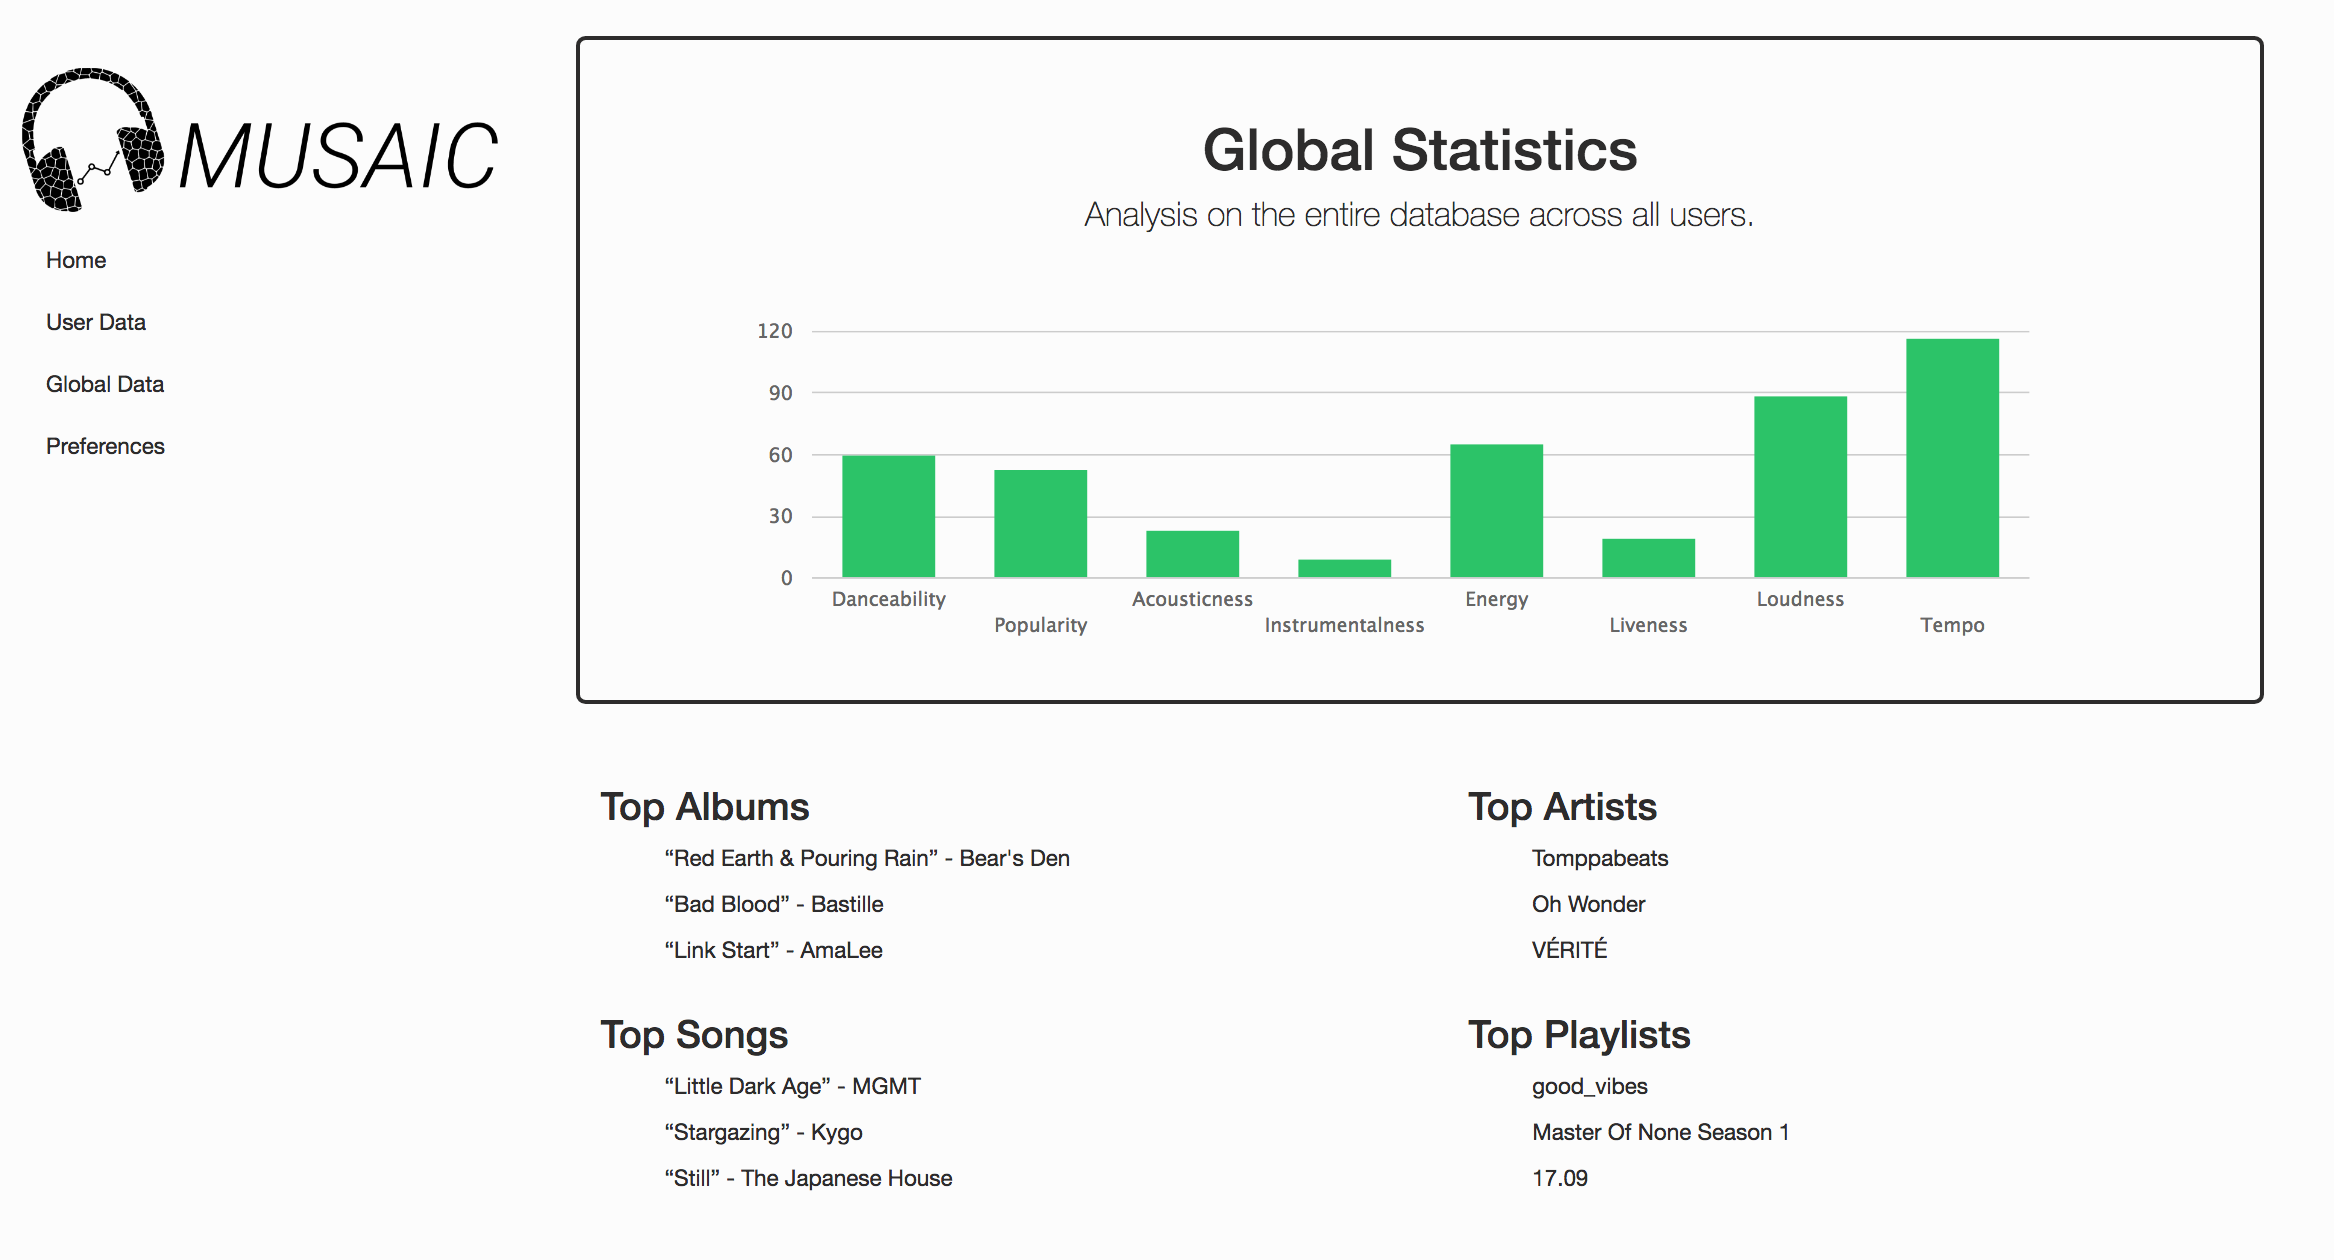 MUSAIC
Home
User Data
Global Data
Preferences
Global Statistics
Analysis on the entire database across all users.
120
90
60
30
0
Danceability
Popularity
Acousticness
Instrumentalness
Energy
Liveness
Loudness
Tempo
Top Albums
“Red Earth & Pouring Rain” - Bear's Den
“Bad Blood” - Bastille
“Link Start” - AmaLee
Top Artists
Tomppabeats
Oh Wonder
VÉRITÉ
Top Songs
“Little Dark Age” - MGMT
“Stargazing” - Kygo
“Still” - The Japanese House
Top Playlists
good_vibes
Master Of None Season 1
17.09